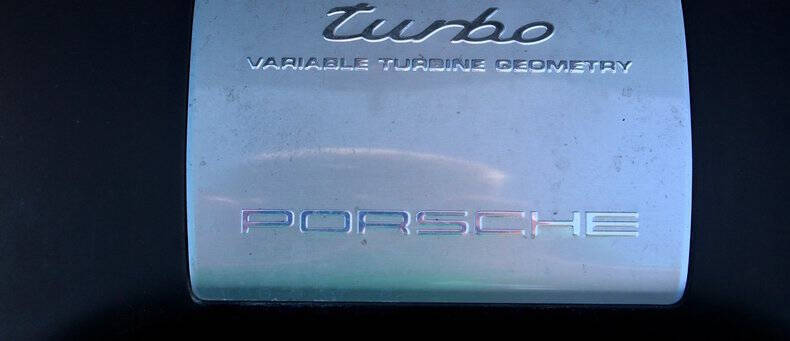 turbo
VARIABLE TURBINE GEOMETRY
PORSCHE